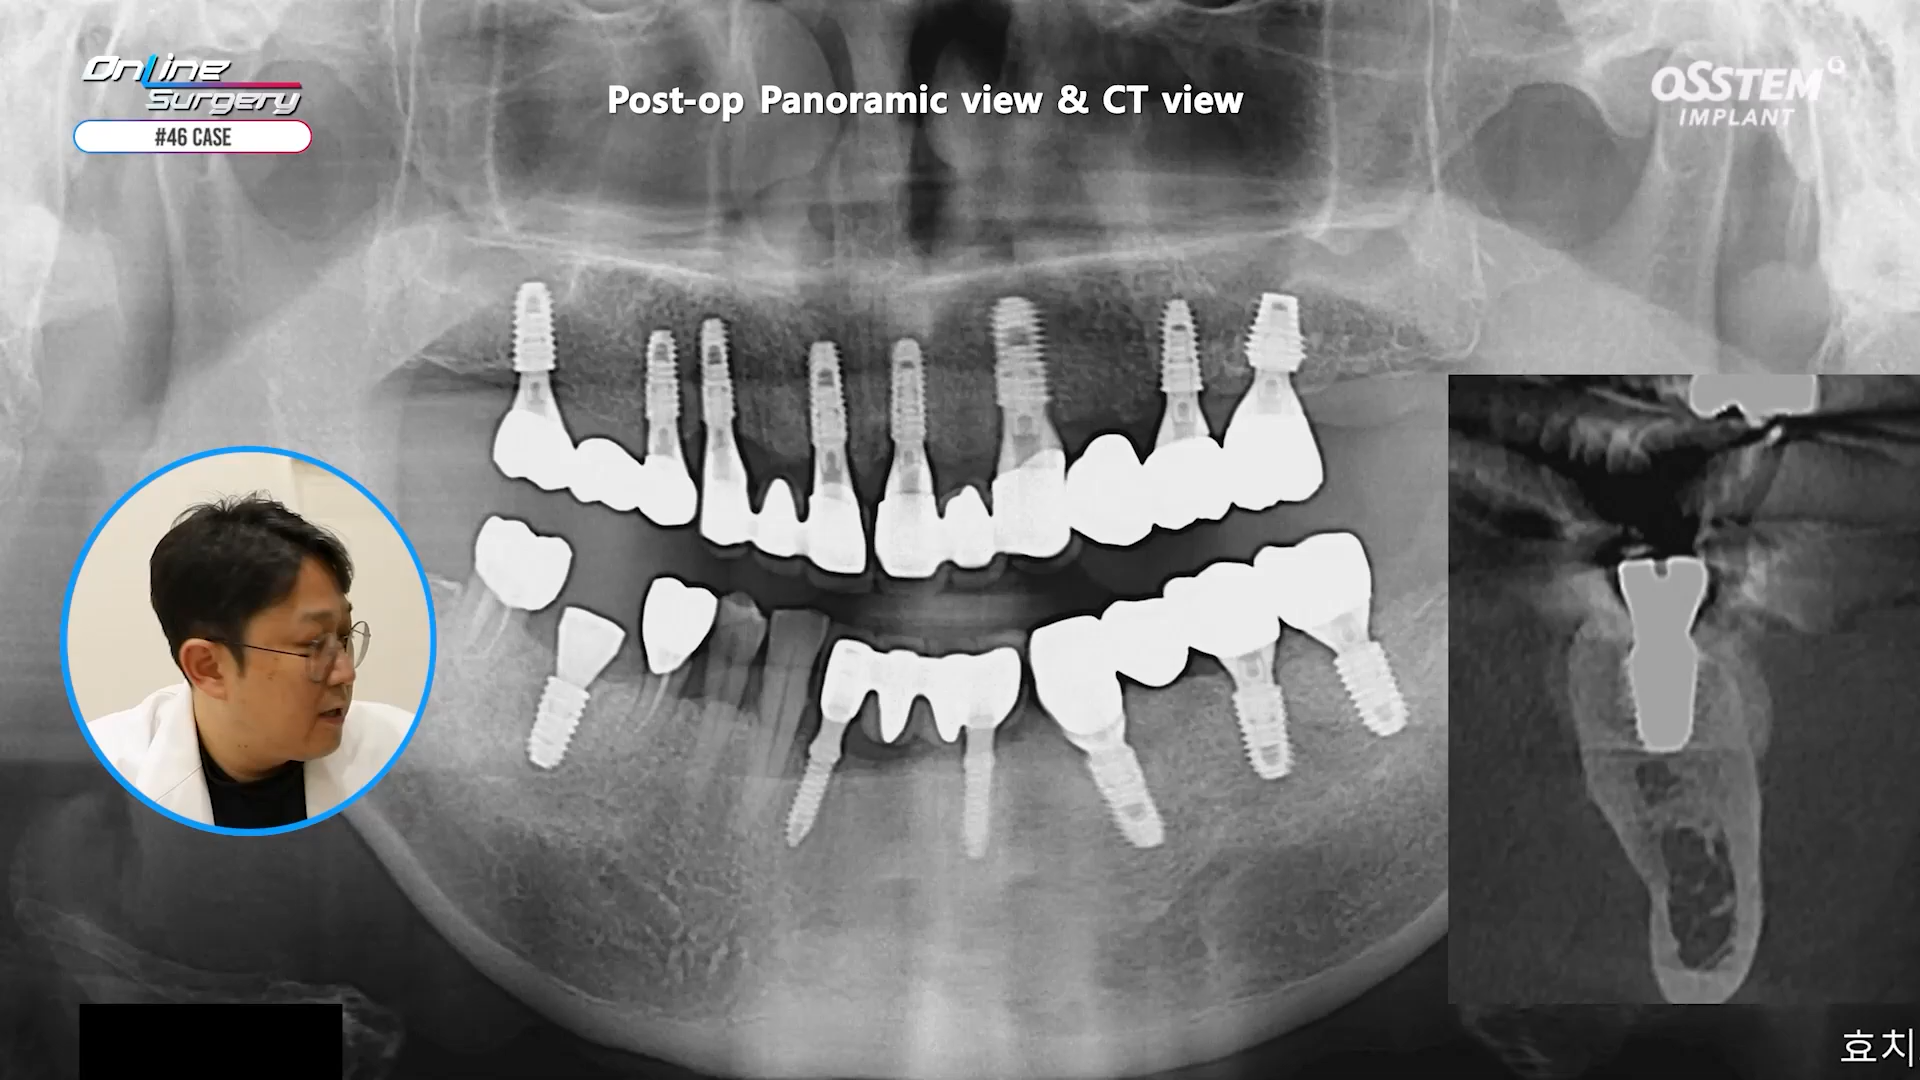 OnLine
Surgery
#46 CASE
Post-op Panoramic view & CT view
OSSTEM
IMPLANT
효치